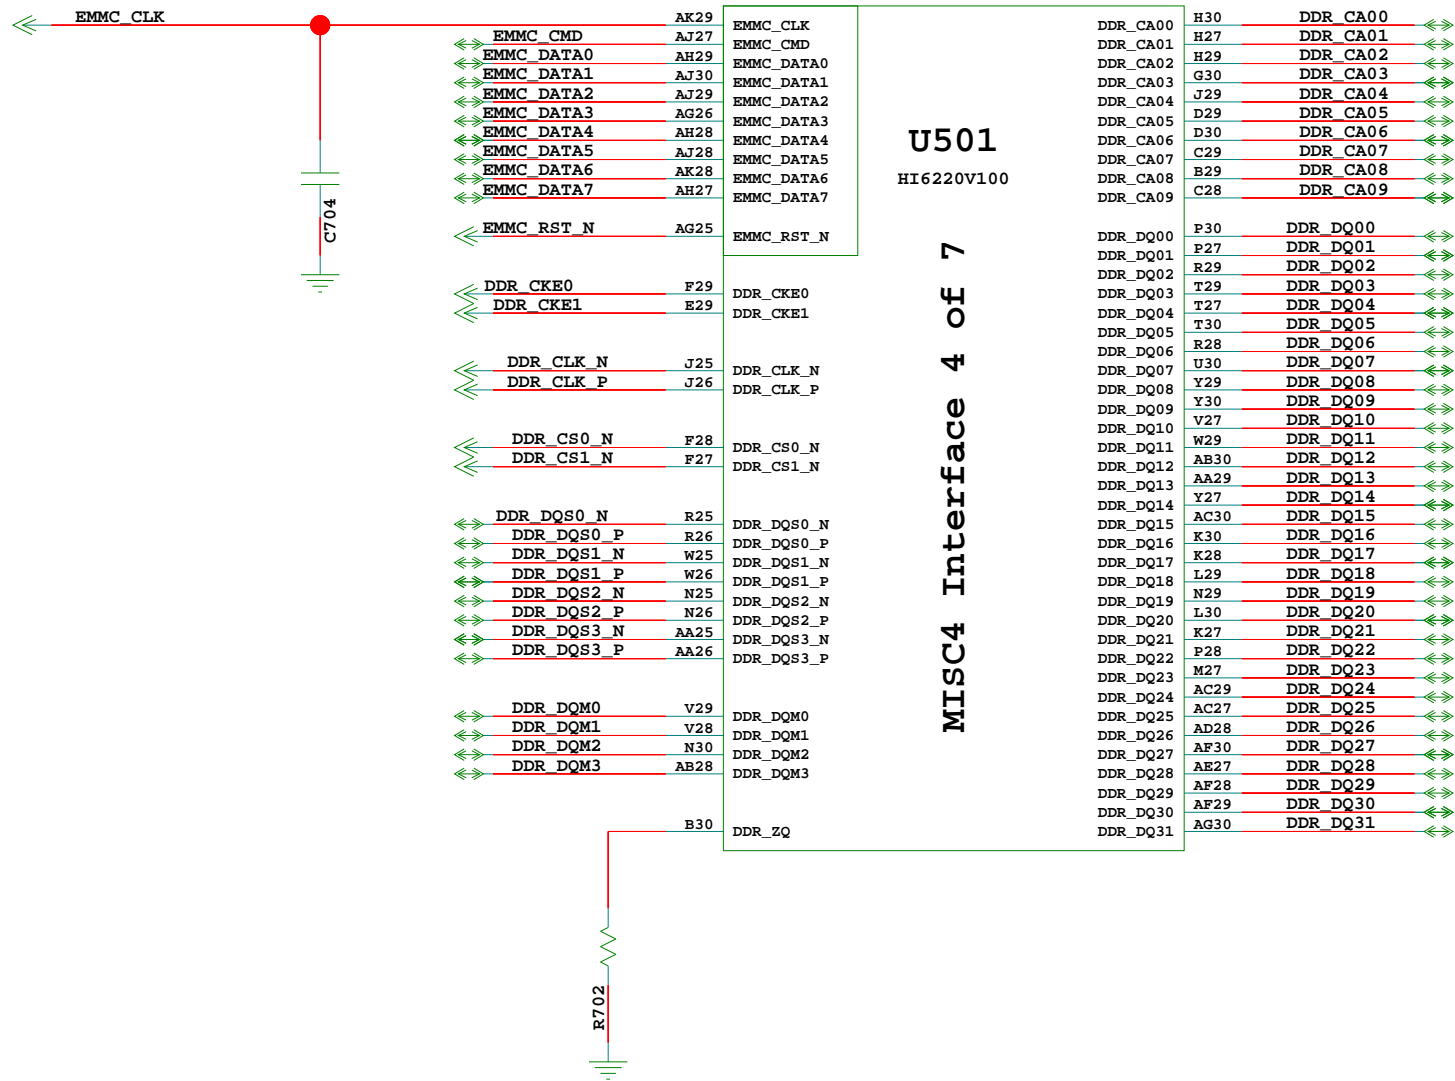 EMMC_CLK AK29 EMMC_CLK
EMMC_CMD AJ27 EMMC_CMD
EMMC_DATA0 AH29 EMMC_DATA0
EMMC_DATA1 AJ30 EMMC_DATA1
EMMC_DATA2 AJ29 EMMC_DATA2
EMMC_DATA3 AG26 EMMC_DATA3
EMMC_DATA4 AH28 EMMC_DATA4
EMMC_DATA5 AJ28 EMMC_DATA5
EMMC_DATA6 AK28 EMMC_DATA6
EMMC_DATA7 AH27 EMMC_DATA7
C704
EMMC_RST_N AG25 EMMC_RST_N
DDR_CKE0 F29 DDR_CKE0
DDR_CKE1 E29 DDR_CKE1
DDR_CLK_N J25 DDR_CLK_N
DDR_CLK_P J26 DDR_CLK_P
DDR_CS0_N F28 DDR_CS0_N
DDR_CS1_N F27 DDR_CS1_N
DDR_DQS0_N R25 DDR_DQS0_N
DDR_DQS0_P R26 DDR_DQS0_P
DDR_DQS1_N W25 DDR_DQS1_N
DDR_DQS1_P W26 DDR_DQS1_P
DDR_DQS2_N N25 DDR_DQS2_N
DDR_DQS2_P N26 DDR_DQS2_P
DDR_DQS3_N AA25 DDR_DQS3_N
DDR_DQS3_P AA26 DDR_DQS3_P
DDR_DQM0 V29 DDR_DQM0
DDR_DQM1 V28 DDR_DQM1
DDR_DQM2 N30 DDR_DQM2
DDR_DQM3 AB28 DDR_DQM3
B30 DDR_ZQ
R702
U501
HI6220V100
MISC4 Interface 4 of 7
DDR_CA00 H30 DDR_CA00
DDR_CA01 H27 DDR_CA01
DDR_CA02 H29 DDR_CA02
DDR_CA03 G30 DDR_CA03
DDR_CA04 J29 DDR_CA04
DDR_CA05 D29 DDR_CA05
DDR_CA06 D30 DDR_CA06
DDR_CA07 C29 DDR_CA07
DDR_CA08 B29 DDR_CA08
DDR_CA09 C28 DDR_CA09
DDR_DQ00 P30 DDR_DQ00
DDR_DQ01 P27 DDR_DQ01
DDR_DQ02 R29 DDR_DQ02
DDR_DQ03 T29 DDR_DQ03
DDR_DQ04 T27 DDR_DQ04
DDR_DQ05 T30 DDR_DQ05
DDR_DQ06 R28 DDR_DQ06
DDR_DQ07 U30 DDR_DQ07
DDR_DQ08 Y29 DDR_DQ08
DDR_DQ09 Y30 DDR_DQ09
DDR_DQ10 V27 DDR_DQ10
DDR_DQ11 W29 DDR_DQ11
DDR_DQ12 AB30 DDR_DQ12
DDR_DQ13 AA29 DDR_DQ13
DDR_DQ14 Y27 DDR_DQ14
DDR_DQ15 AC30 DDR_DQ15
DDR_DQ16 K30 DDR_DQ16
DDR_DQ17 K28 DDR_DQ17
DDR_DQ18 L29 DDR_DQ18
DDR_DQ19 N29 DDR_DQ19
DDR_DQ20 L30 DDR_DQ20
DDR_DQ21 K27 DDR_DQ21
DDR_DQ22 P28 DDR_DQ22
DDR_DQ23 M27 DDR_DQ23
DDR_DQ24 AC29 DDR_DQ24
DDR_DQ25 AC27 DDR_DQ25
DDR_DQ26 AD28 DDR_DQ26
DDR_DQ27 AF30 DDR_DQ27
DDR_DQ28 AE27 DDR_DQ28
DDR_DQ29 AF28 DDR_DQ29
DDR_DQ30 AF29 DDR_DQ30
DDR_DQ31 AG30 DDR_DQ31